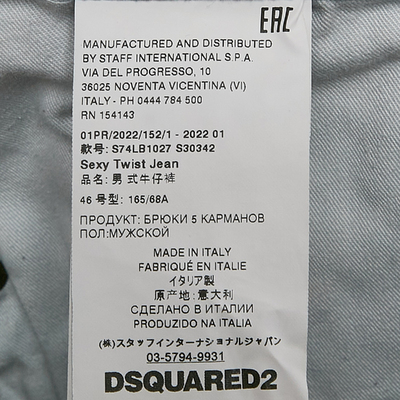 EAC
MANUFACTURED AND DISTRIBUTED
BY STAFF INTERNATIONAL S.P.A.
VIA DEL PROGRESSO, 10
36025 NOVENTA VICENTINA (VI)
ITALY - PH 0444 784 500
RN 154143
01PR/2022/152/1 - 2022 01
款号: S74LB1027 S30342
Sexy Twist Jean
品名: 男 式牛仔裤
46 号型: 165/68A
ПРОДУКТ: БРЮКИ 5 КАРМАНОВ
ПОЛ:МУЖСКОЙ
MADE IN ITALY
FABRIQUÉ EN ITALIE
イタリア製
原产地: 意大利
СДЕЛАНО В ИТАЛИИ
PRODUZIDO NA ITALIA
(株)スタッフインターナショナルジャパン
03-5794-9931
DSQUARED2